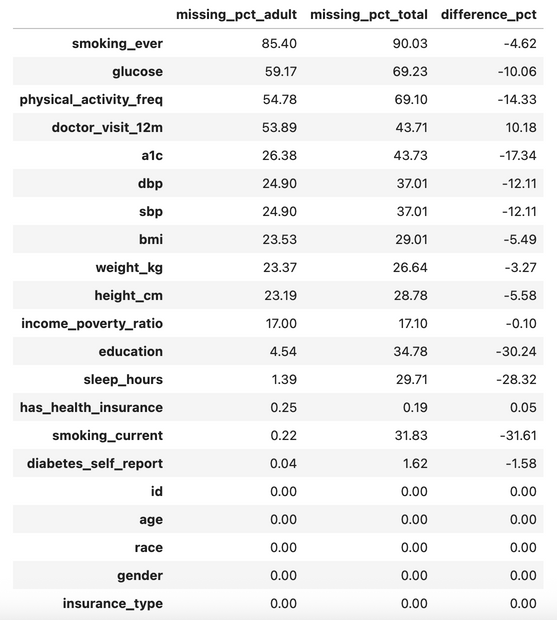 missing_pct_adult missing_pct_total difference_pct
smoking_ever 85.40 90.03 -4.62
glucose 59.17 69.23 -10.06
physical_activity_freq 54.78 69.10 -14.33
doctor_visit_12m 53.89 43.71 10.18
a1c 26.38 43.73 -17.34
dbp 24.90 37.01 -12.11
sbp 24.90 37.01 -12.11
bmi 23.53 29.01 -5.49
weight_kg 23.37 26.64 -3.27
height_cm 23.19 28.78 -5.58
income_poverty_ratio 17.00 17.10 -0.10
education 4.54 34.78 -30.24
sleep_hours 1.39 29.71 -28.32
has_health_insurance 0.25 0.19 0.05
smoking_current 0.22 31.83 -31.61
diabetes_self_report 0.04 1.62 -1.58
id 0.00 0.00 0.00
age 0.00 0.00 0.00
race 0.00 0.00 0.00
gender 0.00 0.00 0.00
insurance_type 0.00 0.00 0.00